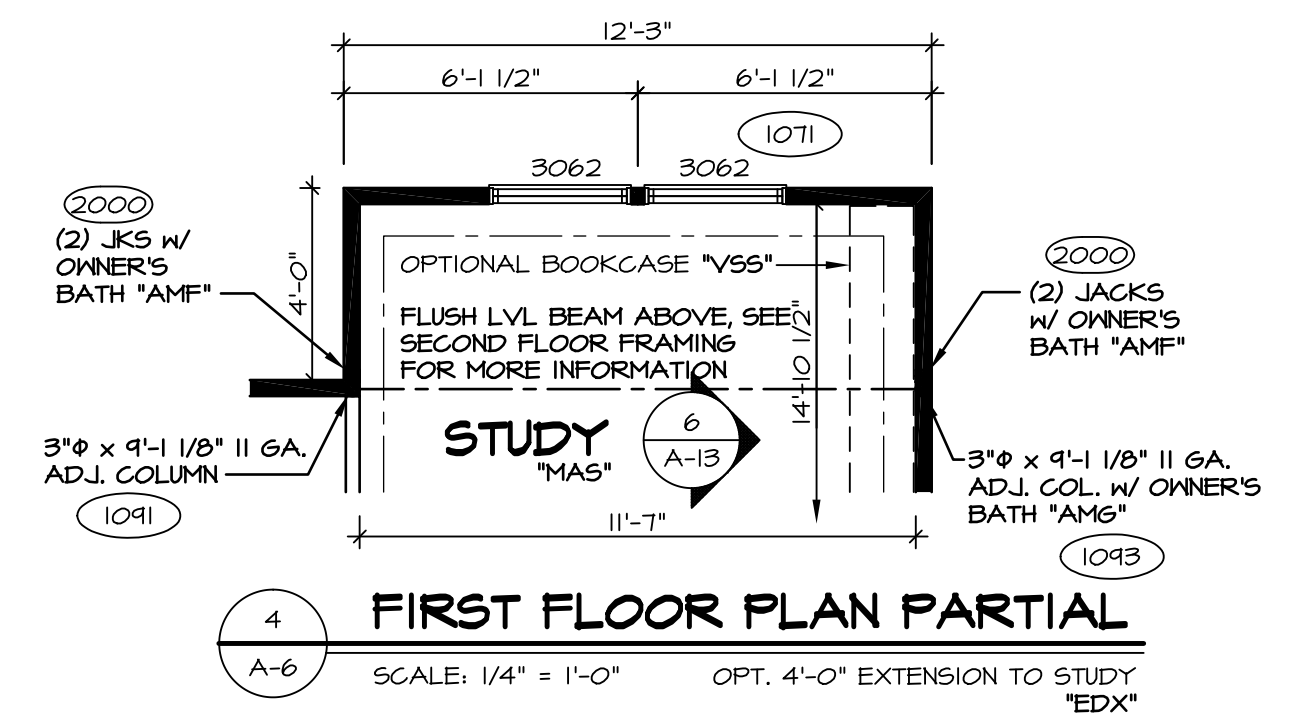 12'-3"
6'-1 1/2"
6'-1 1/2"
1071
3062
3062
2000
(2) JKS w/
OWNER'S
BATH "AMF"
4'-0"
OPTIONAL BOOKCASE "VSS"
FLUSH LVL BEAM ABOVE, SEE
SECOND FLOOR FRAMING
FOR MORE INFORMATION
14'-10 1/2"
2000
(2) JACKS
w/ OWNER'S
BATH "AMF"
STUDY
"MAS"
6
A-13
3"Φ x 9'-1 1/8" 11 GA.
ADJ. COLUMN
1091
3"Φ x 9'-1 1/8" 11 GA.
ADJ. COL. w/ OWNER'S
BATH "AMG"
1093
11'-7"
4
A-6
FIRST FLOOR PLAN PARTIAL
SCALE: 1/4" = 1'-0"
OPT. 4'-0" EXTENSION TO STUDY
"EDX"